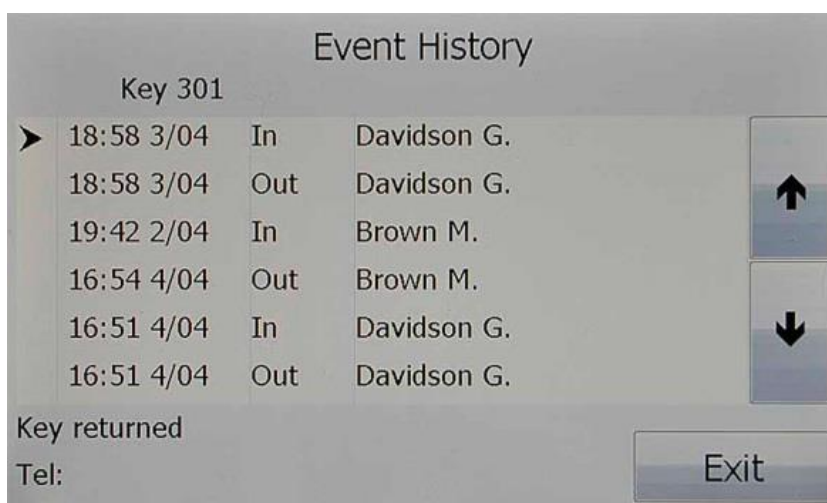 Event History
Key 301
18:58 3/04 In Davidson G.
18:58 3/04 Out Davidson G.
19:42 2/04 In Brown M.
16:54 4/04 Out Brown M.
16:51 4/04 In Davidson G.
16:51 4/04 Out Davidson G.
Key returned
Tel:
Exit